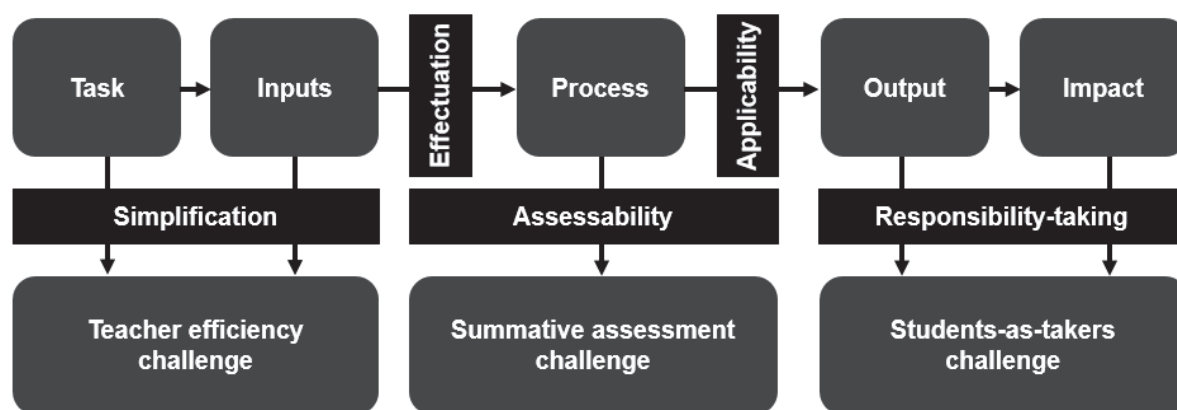 Task
Inputs
Effectuation
Process
Applicability
Output
Impact
Simplification
Assessability
Responsibility-taking
Teacher efficiency
challenge
Summative assessment
challenge
Students-as-takers
challenge